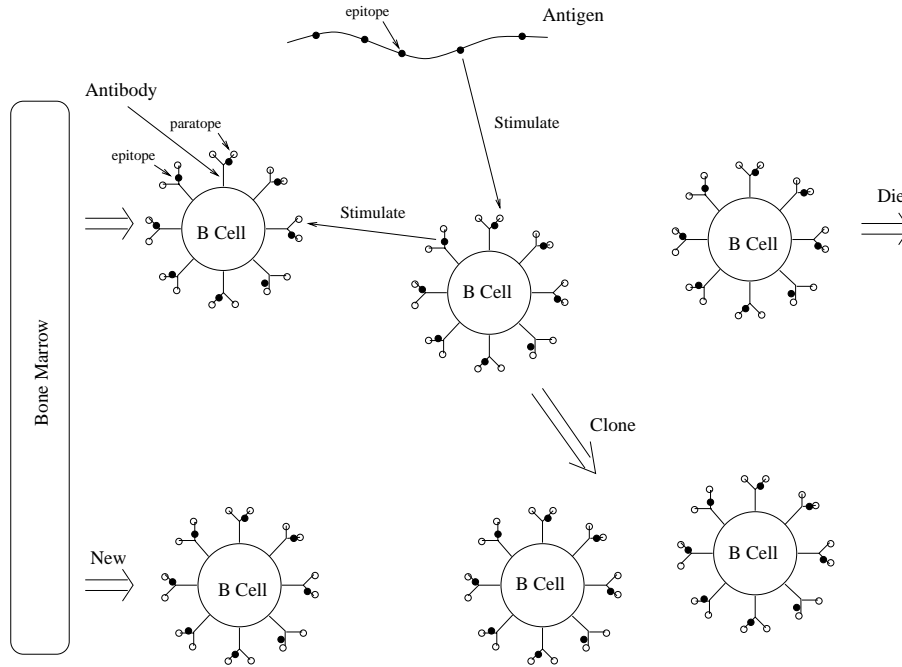 epitope
Antigen
Antibody
Stimulate
paratope
epitope
Die
Stimulate
B Cell
B Cell
B Cell
Bone Marrow
Clone
New
B Cell
B Cell
B Cell